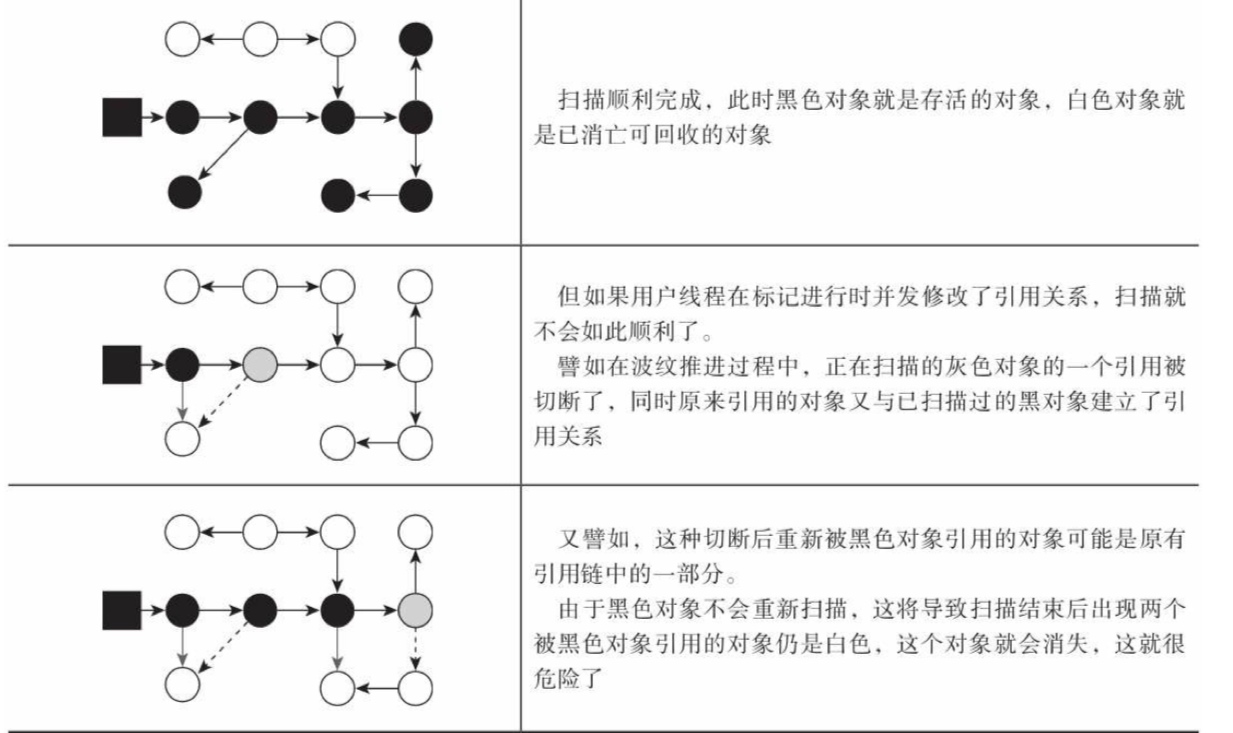 扫描顺利完成，此时黑色对象就是存活的对象，白色对象就
是已消亡可回收的对象
但如果用户线程在标记进行时并发修改了引用关系，扫描就
不会如此顺利了。
譬如在波纹推进过程中，正在扫描的灰色对象的一个引用被
切断了，同时原来引用的对象又与已扫描过的黑对象建立了引
用关系
又譬如，这种切断后重新被黑色对象引用的对象可能是原有
引用链中的一部分。
由于黑色对象不会重新扫描，这将导致扫描结束后出现两个
被黑色对象引用的对象仍是白色，这个对象就会消失，这就很
危险了